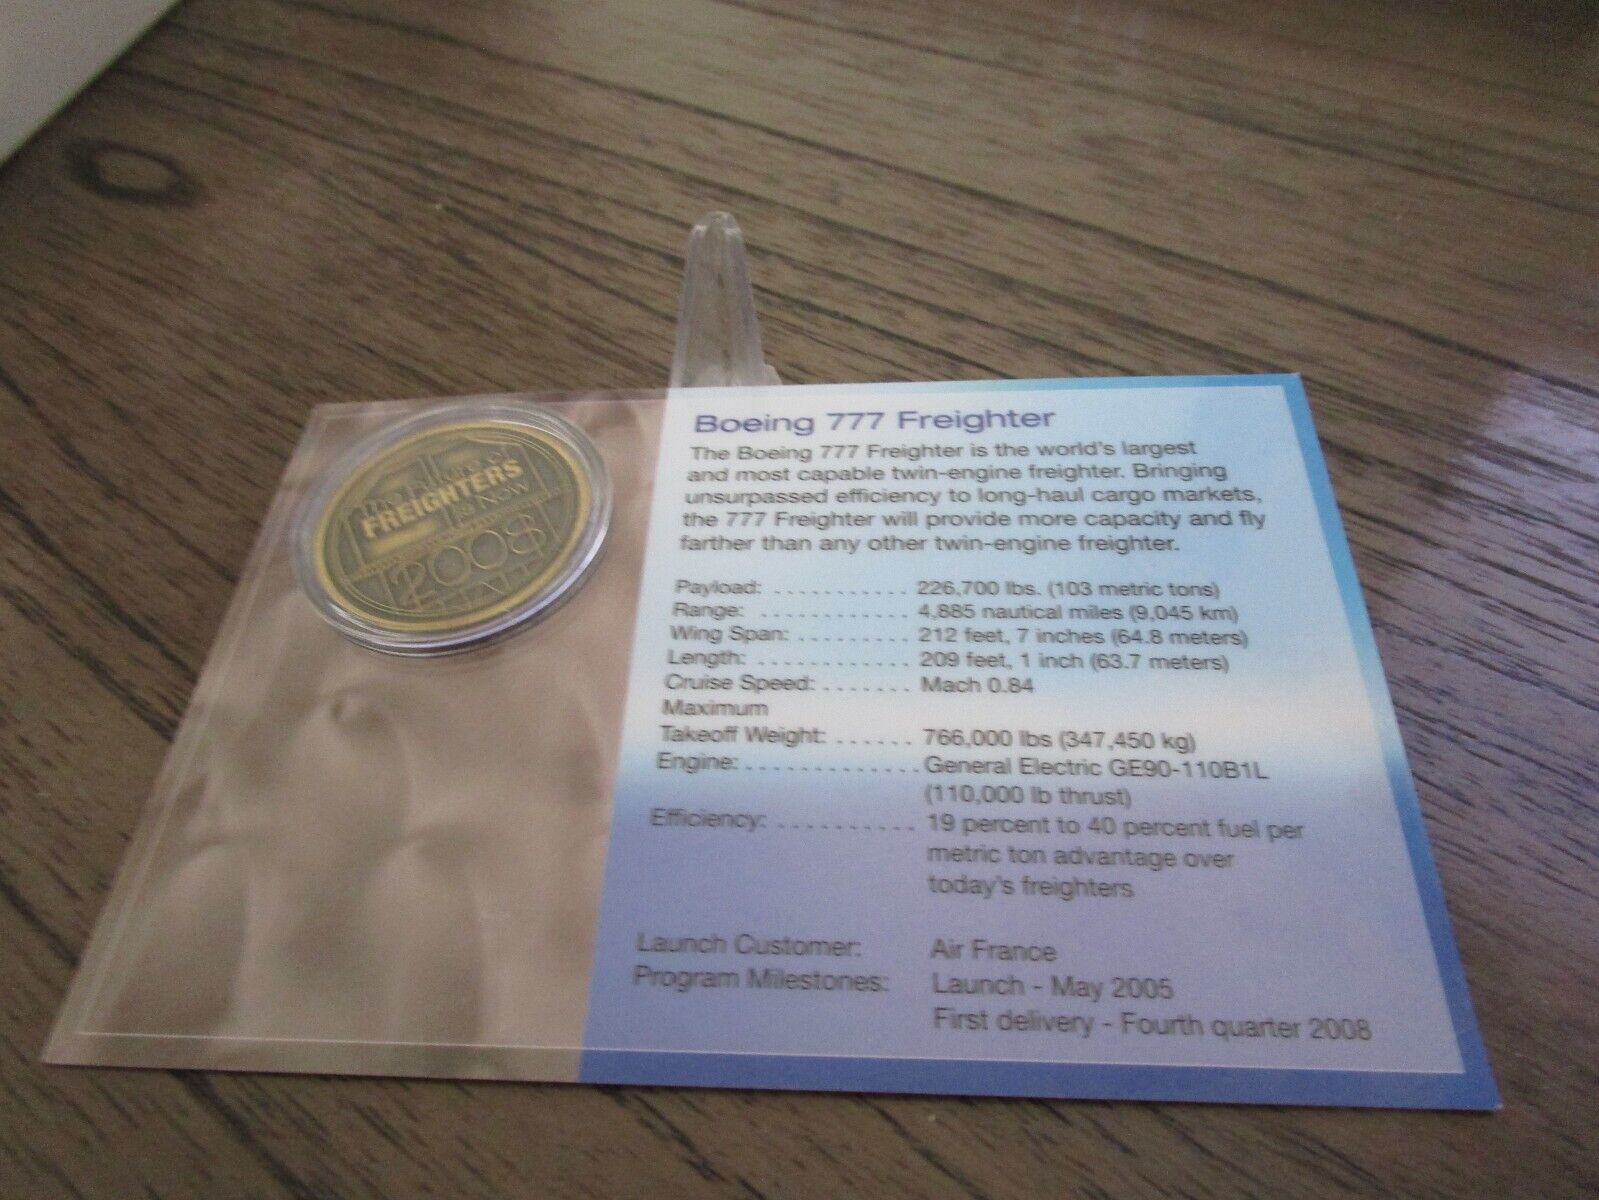 The Future of
FREIGHTERS
is Now
2008
Boeing 777 Freighter
The Boeing 777 Freighter is the world's largest
and most capable twin-engine freighter. Bringing
unsurpassed efficiency to long-haul cargo markets,
the 777 Freighter will provide more capacity and fly
farther than any other twin-engine freighter.
Payload: ........... 226,700 lbs. (103 metric tons)
Range: ............ 4,885 nautical miles (9,045 km)
Wing Span: ......... 212 feet, 7 inches (64.8 meters)
Length: ............ 209 feet, 1 inch (63.7 meters)
Cruise Speed: ....... Mach 0.84
Maximum
Takeoff Weight: ...... 766,000 lbs (347,450 kg)
Engine: ............. General Electric GE90-110B1L
(110,000 lb thrust)
Efficiency: .......... 19 percent to 40 percent fuel per
metric ton advantage over
today's freighters
Launch Customer: Air France
Program Milestones: Launch - May 2005
First delivery - Fourth quarter 2008